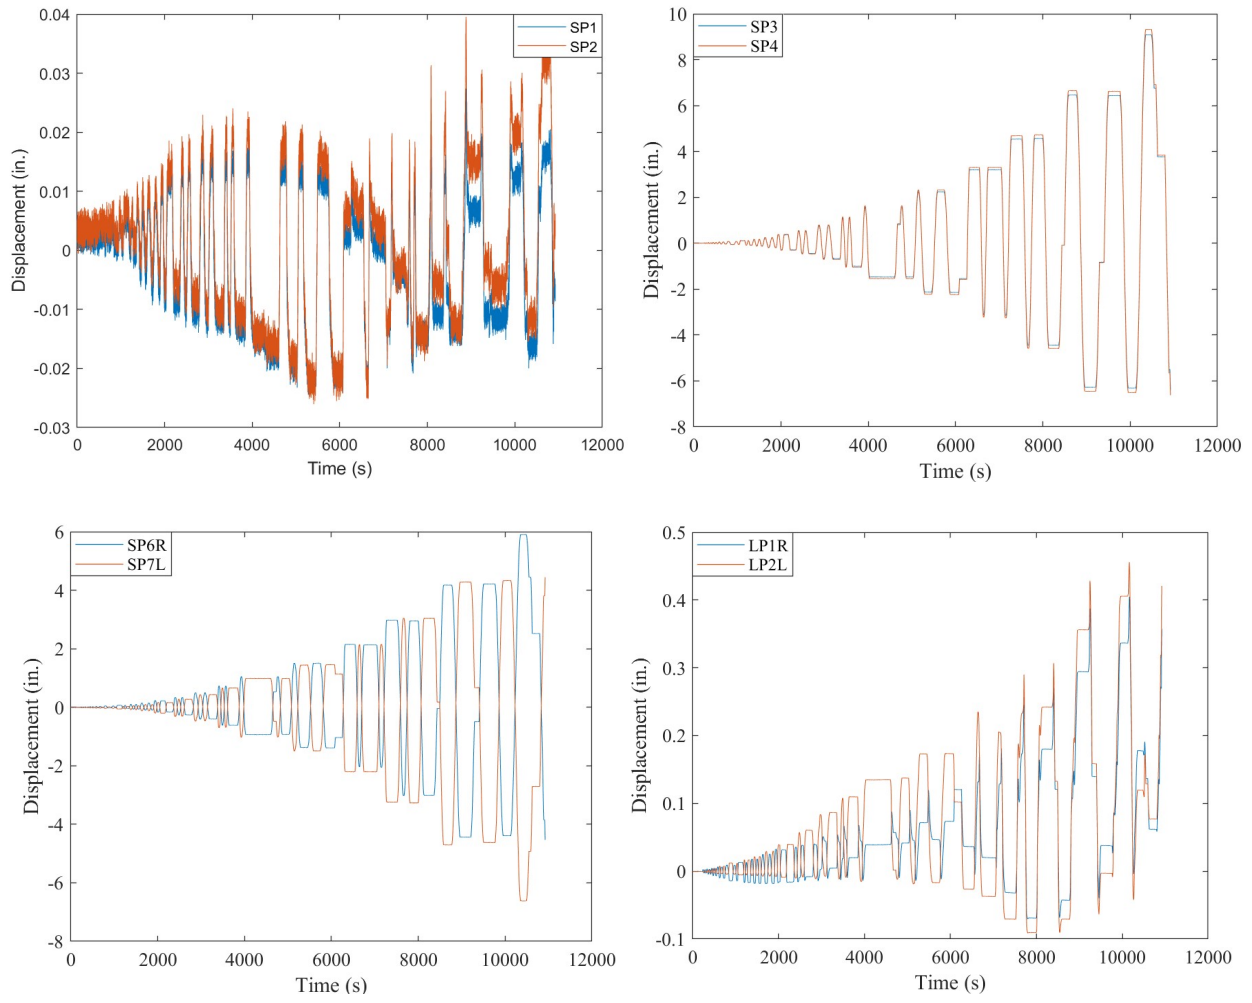 0.04
0.03
0.02
0.01
0
-0.01
-0.02
-0.03
Displacement (in.)
0 2000 4000 6000 8000 10000 12000
Time (s)
SP1
SP2
10
8
6
4
2
0
-2
-4
-6
-8
Displacement (in.)
0 2000 4000 6000 8000 10000 12000
Time (s)
SP3
SP4
6
4
2
0
-2
-4
-6
-8
Displacement (in.)
0 2000 4000 6000 8000 10000 12000
Time (s)
SP6R
SP7L
0.5
0.4
0.3
0.2
0.1
0
-0.1
Displacement (in.)
0 2000 4000 6000 8000 10000 12000
Time (s)
LP1R
LP2L